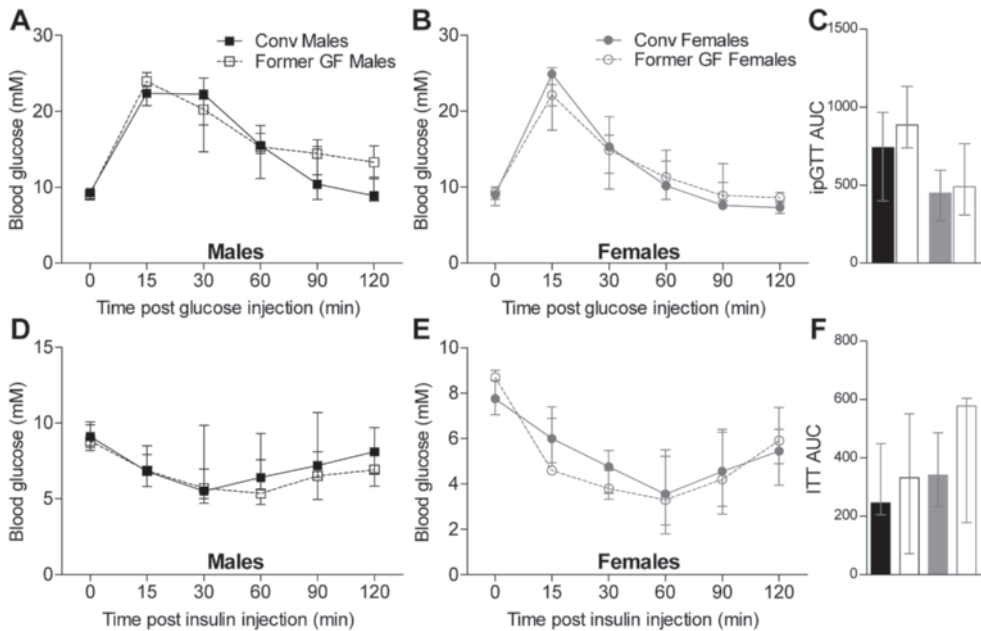 A
30
20
10
0
Blood glucose (mM)
Conv Males
Former GF Males
Males
0 15 30 60 90 120
Time post glucose injection (min)
B
30
20
10
0
Blood glucose (mM)
Conv Females
Former GF Females
Females
0 15 30 60 90 120
Time post glucose injection (min)
C
1500
1000
500
0
ipGTT AUC
D
15
10
5
0
Blood glucose (mM)
Males
0 15 30 60 90 120
Time post insulin injection (min)
E
10
8
6
4
2
0
Blood glucose (mM)
Females
0 15 30 60 90 120
Time post insulin injection (min)
F
800
600
400
200
0
ITT AUC